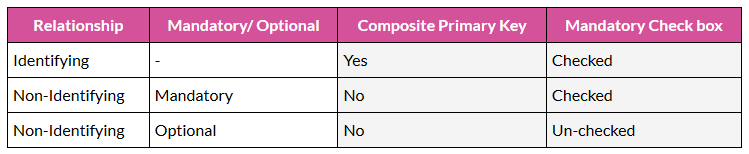 Relationship Mandatory/ Optional Composite Primary Key Mandatory Check box
Identifying - Yes Checked
Non-Identifying Mandatory No Checked
Non-Identifying Optional No Un-checked